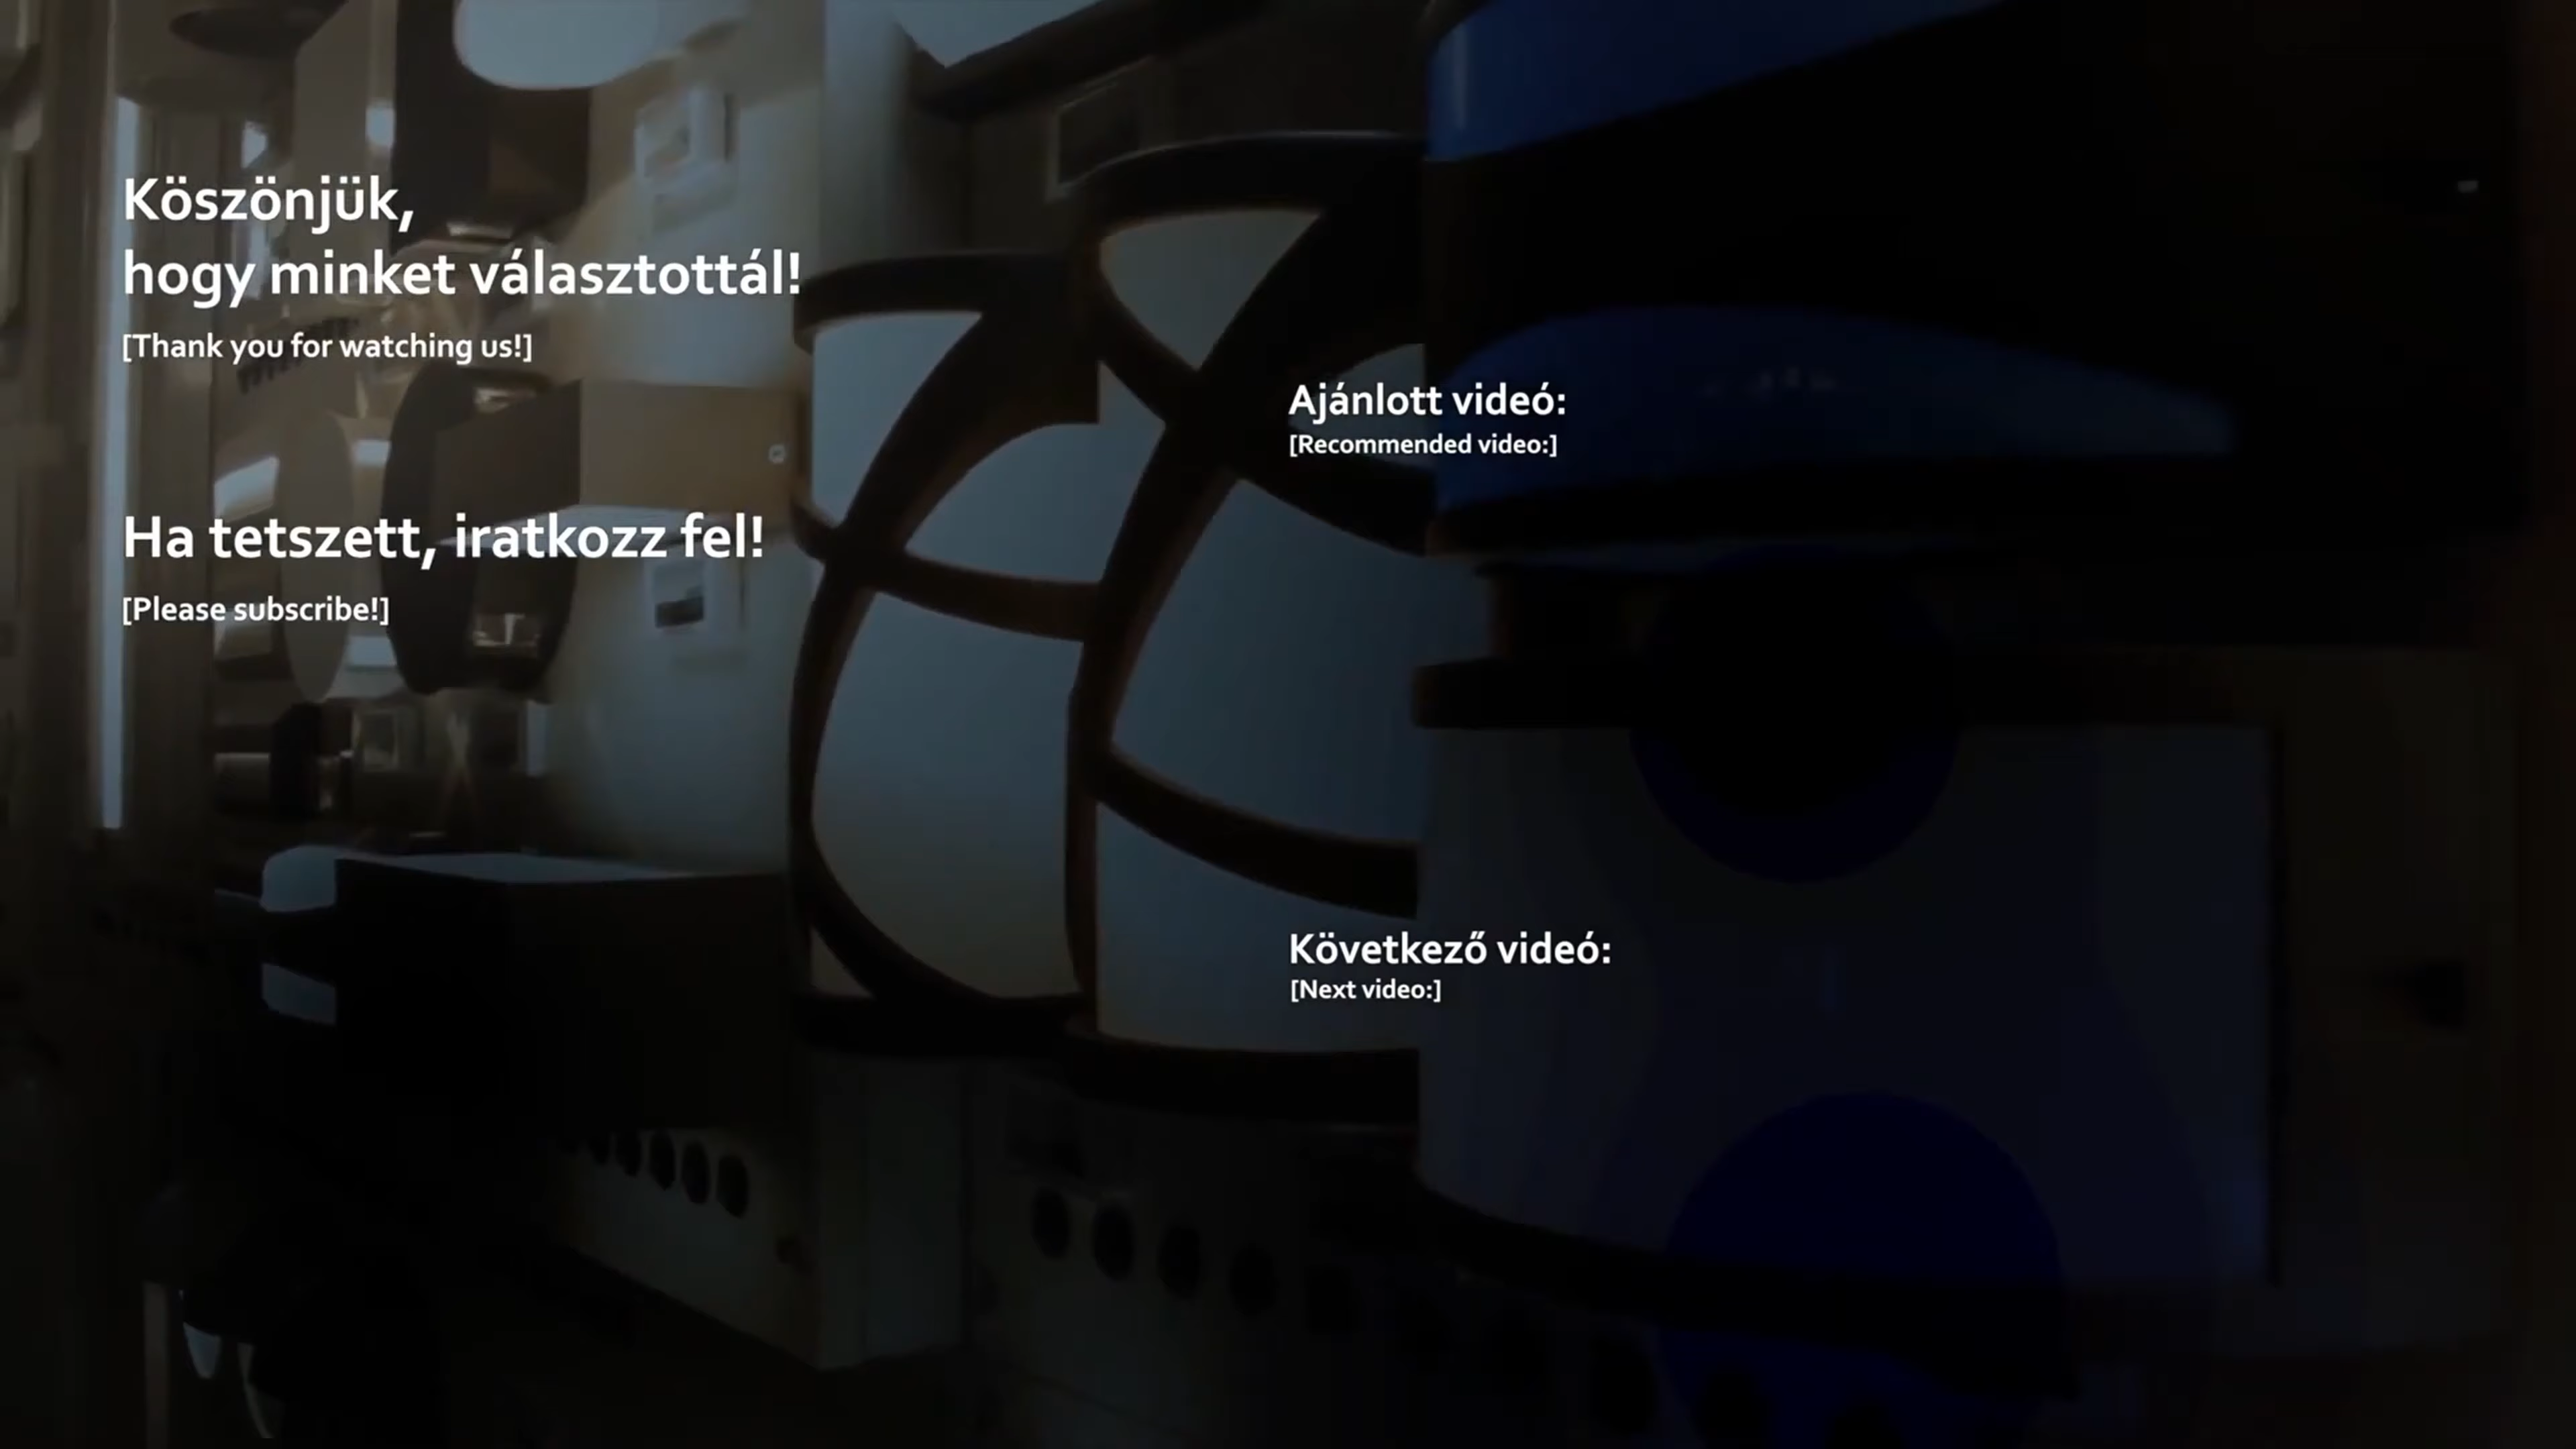 Köszönjük,
hogy minket választottál!
[Thank you for watching us!]
Ha tetszett, iratkozz fel!
[Please subscribe!]
Ajánlott videó:
[Recommended video:]
Következő videó:
[Next video:]